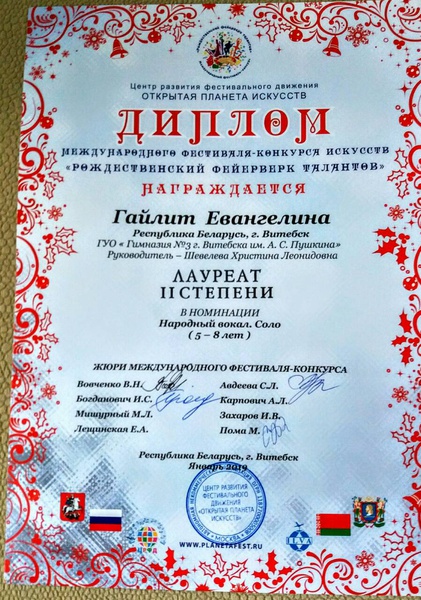 Центр развития фестивального движения
ОТКРЫТАЯ ПЛАНЕТА ИСКУССТВ
ДИПЛОМ
МЕЖДУНАРОДНОГО ФЕСТИВАЛЯ-КОНКУРСА ИСКУССТВ
«РОЖДЕСТВЕНСКИЙ ФЕЙЕРВЕРК ТАЛАНТОВ»
НАГРАЖДАЕТСЯ
Гайлит Евангелина
Республика Беларусь, г. Витебск
ГУО « Гимназия №3 г. Витебска им. А. С. Пушкина»
Руководитель – Шевелева Христина Леонидовна
ЛАУРЕАТ
II СТЕПЕНИ
В НОМИНАЦИИ
Народный вокал. Соло
( 5 – 8 лет )
ЖЮРИ МЕЖДУНАРОДНОГО ФЕСТИВАЛЯ-КОНКУРСА
Вовченко В.Н. Авдеева С.Л.
Богданович И.С. Карпович А.Л.
Мишурный М.Л. Захаров И.В.
Лещинская Е.А. Пома М.
Республика Беларусь, г. Витебск
Январь 2019
ЦЕНТР РАЗВИТИЯ
ФЕСТИВАЛЬНОГО
ДВИЖЕНИЯ
«ОТКРЫТАЯ ПЛАНЕТА
ИСКУССТВ»
МОСКВА
WWW.PLANETAFEST.RU